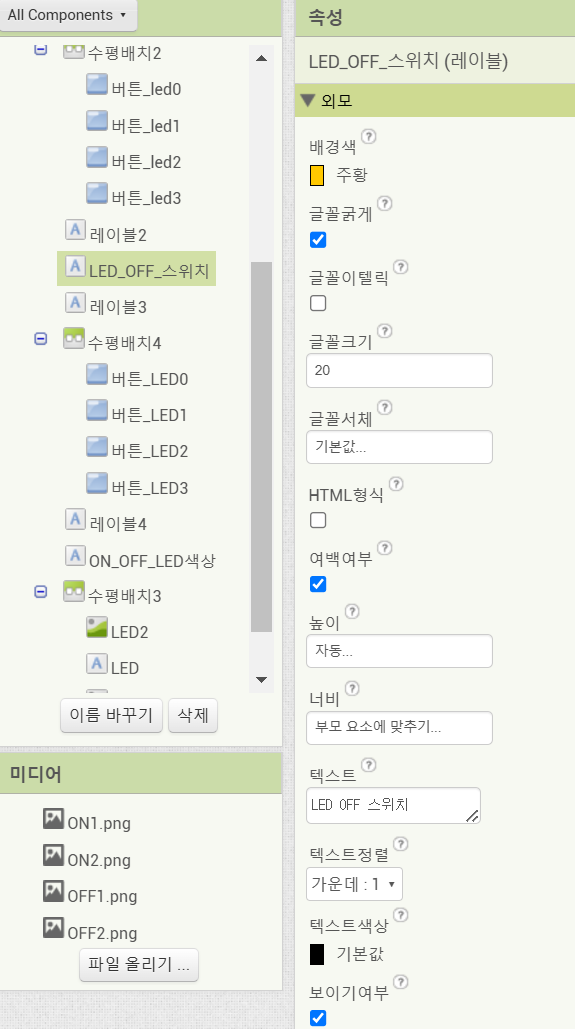 All Components
수평배치2
버튼_led0
버튼_led1
버튼_led2
버튼_led3
레이블2
LED_OFF_스위치
레이블3
수평배치4
버튼_LED0
버튼_LED1
버튼_LED2
버튼_LED3
레이블4
ON_OFF_LED색상
수평배치3
LED2
LED
이름 바꾸기
삭제
미디어
ON1.png
ON2.png
OFF1.png
OFF2.png
파일 올리기 ...
속성
LED_OFF_스위치 (레이블)
외모
배경색 ?
주황
글꼴굵게 ?
글꼴이텔릭 ?
글꼴크기 ?
20
글꼴서체 ?
기본값...
HTML형식 ?
여백여부 ?
높이 ?
자동...
너비 ?
부모 요소에 맞추기...
텍스트 ?
LED OFF 스위치
텍스트정렬 ?
가운데 : 1
텍스트색상 ?
기본값
보이기여부 ?